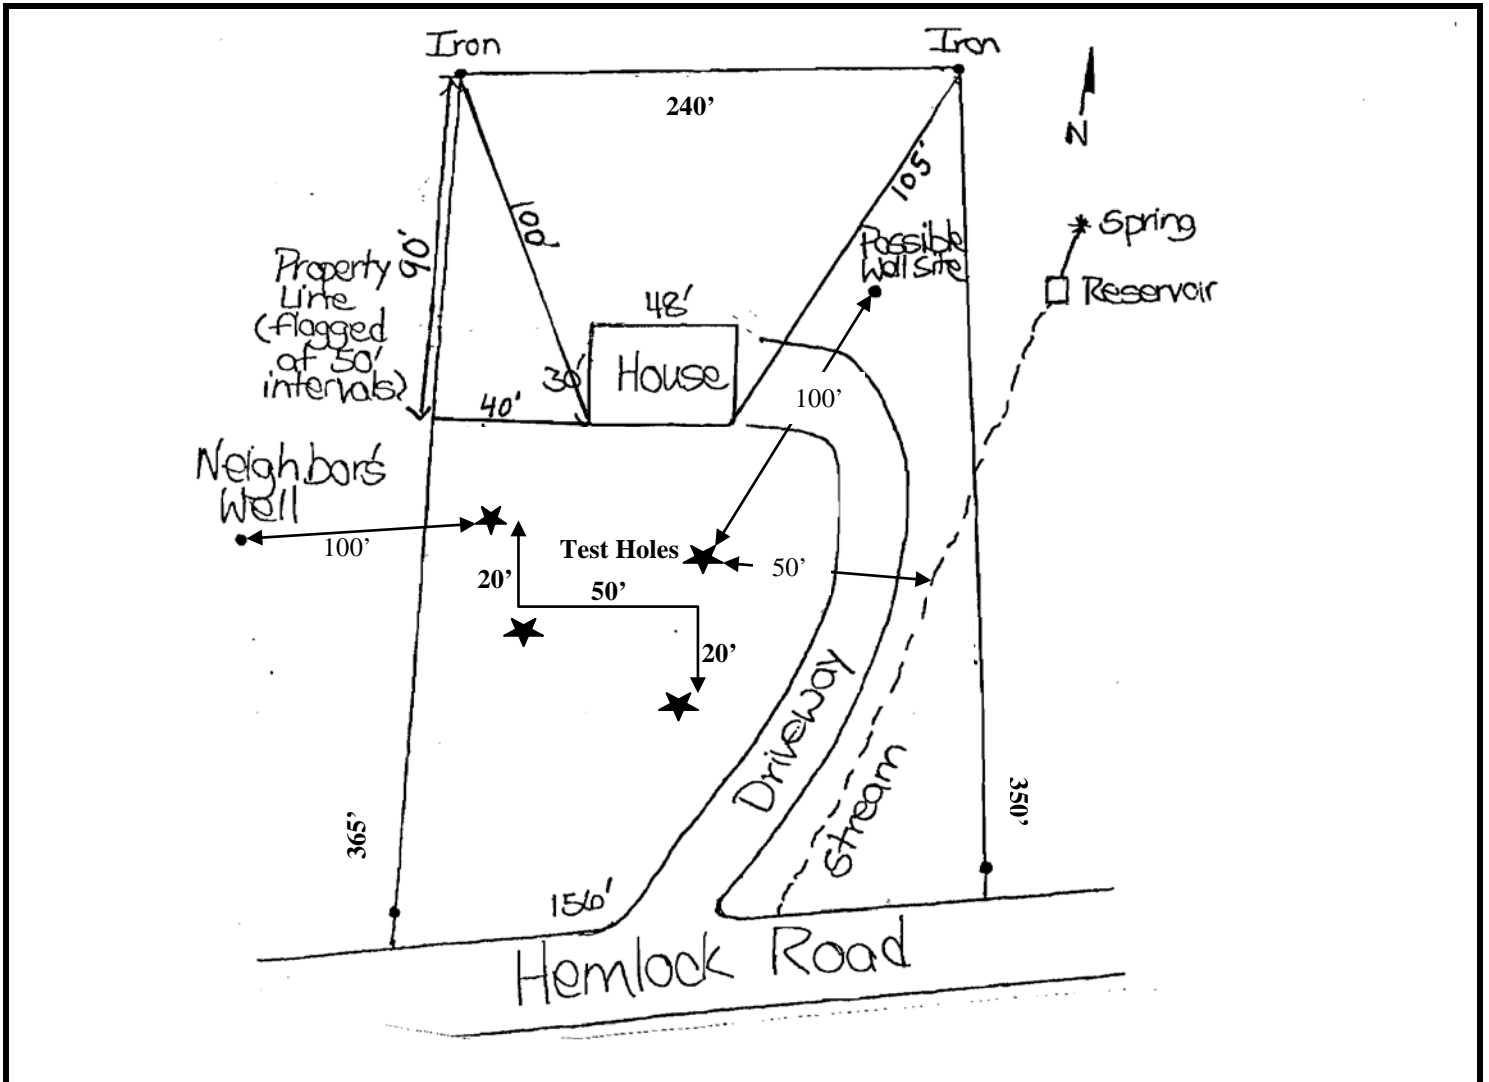 Iron
Iron
240'
N
100'
105'
90'
Property
Line
(flagged
at 50'
intervals)
Possible
Well Site
Spring
Reservoir
48'
30'
House
40'
100'
Neighbor's
Well
100'
Test Holes
50'
20'
50'
20'
Driveway
Stream
365'
350'
156'
Hemlock Road